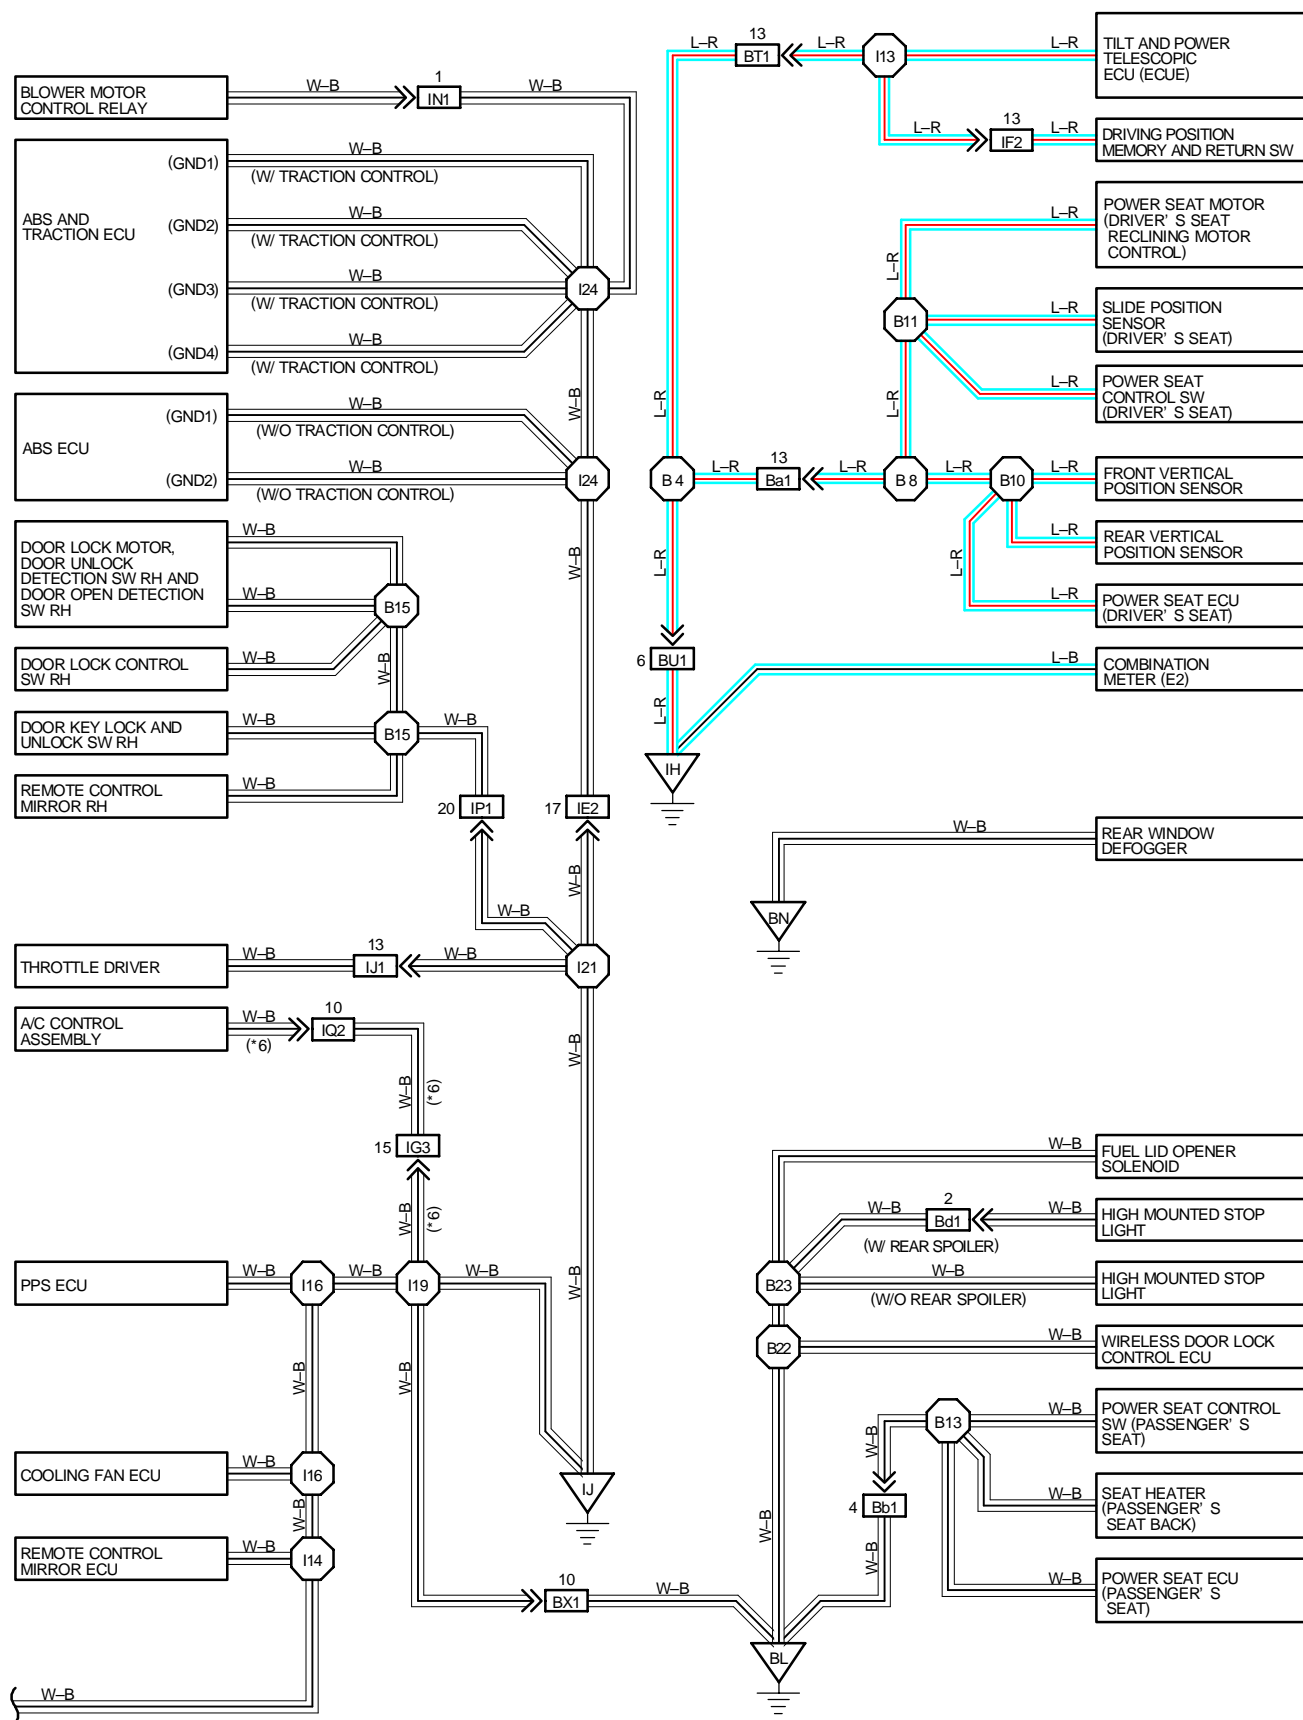 BLOWER MOTOR
CONTROL RELAY
W–B
1
IN1
W–B
ABS AND
TRACTION ECU
(GND1)
W–B
(W/ TRACTION CONTROL)
(GND2)
W–B
(W/ TRACTION CONTROL)
(GND3)
W–B
(W/ TRACTION CONTROL)
(GND4)
W–B
(W/ TRACTION CONTROL)
I24
W–B
ABS ECU
(GND1)
W–B
(W/O TRACTION CONTROL)
(GND2)
W–B
(W/O TRACTION CONTROL)
I24
W–B
DOOR LOCK MOTOR,
DOOR UNLOCK
DETECTION SW RH AND
DOOR OPEN DETECTION
SW RH
W–B
W–B
B15
DOOR LOCK CONTROL
SW RH
W–B
W–B
DOOR KEY LOCK AND
UNLOCK SW RH
W–B
B15
W–B
REMOTE CONTROL
MIRROR RH
W–B
20
IP1
17
IE2
W–B
W–B
THROTTLE DRIVER
W–B
13
IJ1
W–B
I21
A/C CONTROL
ASSEMBLY
W–B
(*6)
10
IQ2
W–B
W–B
(*6)
15
IG3
W–B
(*6)
PPS ECU
W–B
I16
W–B
I19
W–B
W–B
W–B
W–B
COOLING FAN ECU
W–B
I16
IJ
W–B
REMOTE CONTROL
MIRROR ECU
W–B
I14
W–B
10
BX1
W–B
L–R
13
BT1
L–R
I13
L–R
TILT AND POWER
TELESCOPIC
ECU (ECUE)
L–R
13
IF2
L–R
DRIVING POSITION
MEMORY AND RETURN SW
L–R
POWER SEAT MOTOR
(DRIVER’ S SEAT
RECLINING MOTOR
CONTROL)
L–R
B11
L–R
SLIDE POSITION
SENSOR
(DRIVER’ S SEAT)
L–R
POWER SEAT
CONTROL SW
(DRIVER’ S SEAT)
L–R
L–R
B 4
L–R
13
Ba1
L–R
B 8
L–R
B10
L–R
FRONT VERTICAL
POSITION SENSOR
L–R
REAR VERTICAL
POSITION SENSOR
L–R
L–R
L–R
POWER SEAT ECU
(DRIVER’ S SEAT)
6
BU1
L–R
L–B
COMBINATION
METER (E2)
IH
W–B
REAR WINDOW
DEFOGGER
BN
W–B
FUEL LID OPENER
SOLENOID
W–B
2
Bd1
W–B
HIGH MOUNTED STOP
LIGHT
(W/ REAR SPOILER)
B23
W–B
(W/O REAR SPOILER)
HIGH MOUNTED STOP
LIGHT
B22
W–B
WIRELESS DOOR LOCK
CONTROL ECU
B13
W–B
POWER SEAT CONTROL
SW (PASSENGER’ S
SEAT)
W–B
4
Bb1
W–B
SEAT HEATER
(PASSENGER’ S
SEAT BACK)
W–B
W–B
W–B
POWER SEAT ECU
(PASSENGER’ S
SEAT)
BL